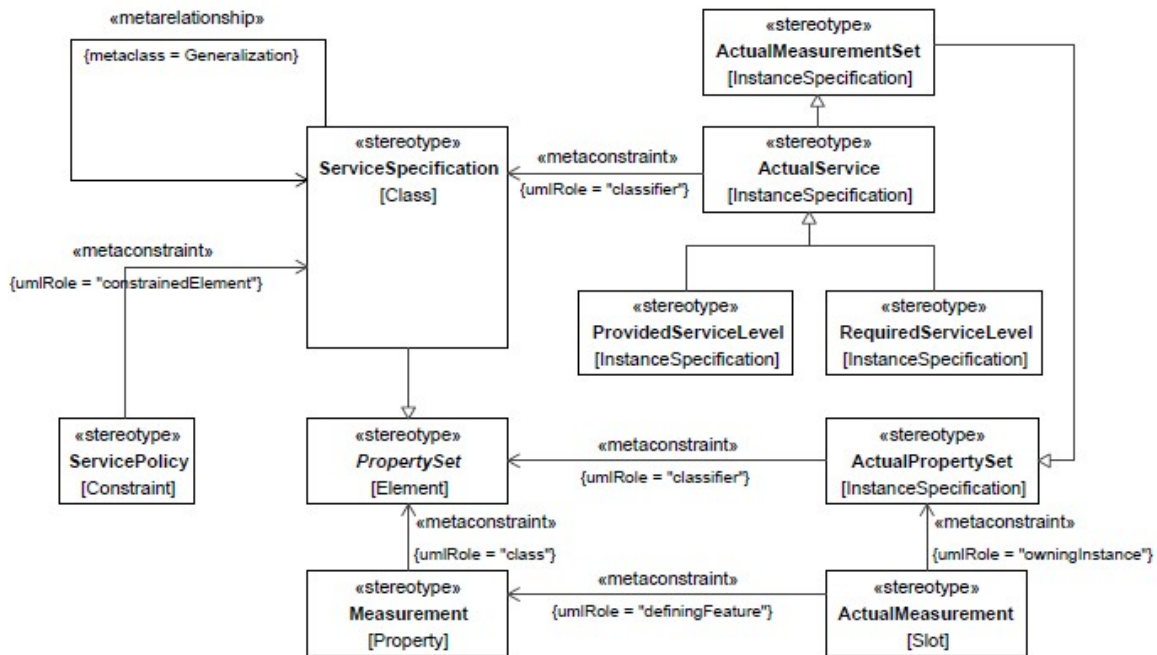 «metarelationship»
{metaclass = Generalization}
«stereotype»
ActualMeasurementSet
[InstanceSpecification]
«stereotype»
ServiceSpecification
[Class]
«metaconstraint»
{umlRole = "classifier"}
«stereotype»
ActualService
[InstanceSpecification]
«metaconstraint»
{umlRole = "constrainedElement"}
«stereotype»
ProvidedServiceLevel
[InstanceSpecification]
«stereotype»
RequiredServiceLevel
[InstanceSpecification]
«stereotype»
ServicePolicy
[Constraint]
«stereotype»
PropertySet
[Element]
«metaconstraint»
{umlRole = "classifier"}
«stereotype»
ActualPropertySet
[InstanceSpecification]
«metaconstraint»
{umlRole = "class"}
«metaconstraint»
{umlRole = "owningInstance"}
«stereotype»
Measurement
[Property]
«metaconstraint»
{umlRole = "definingFeature"}
«stereotype»
ActualMeasurement
[Slot]